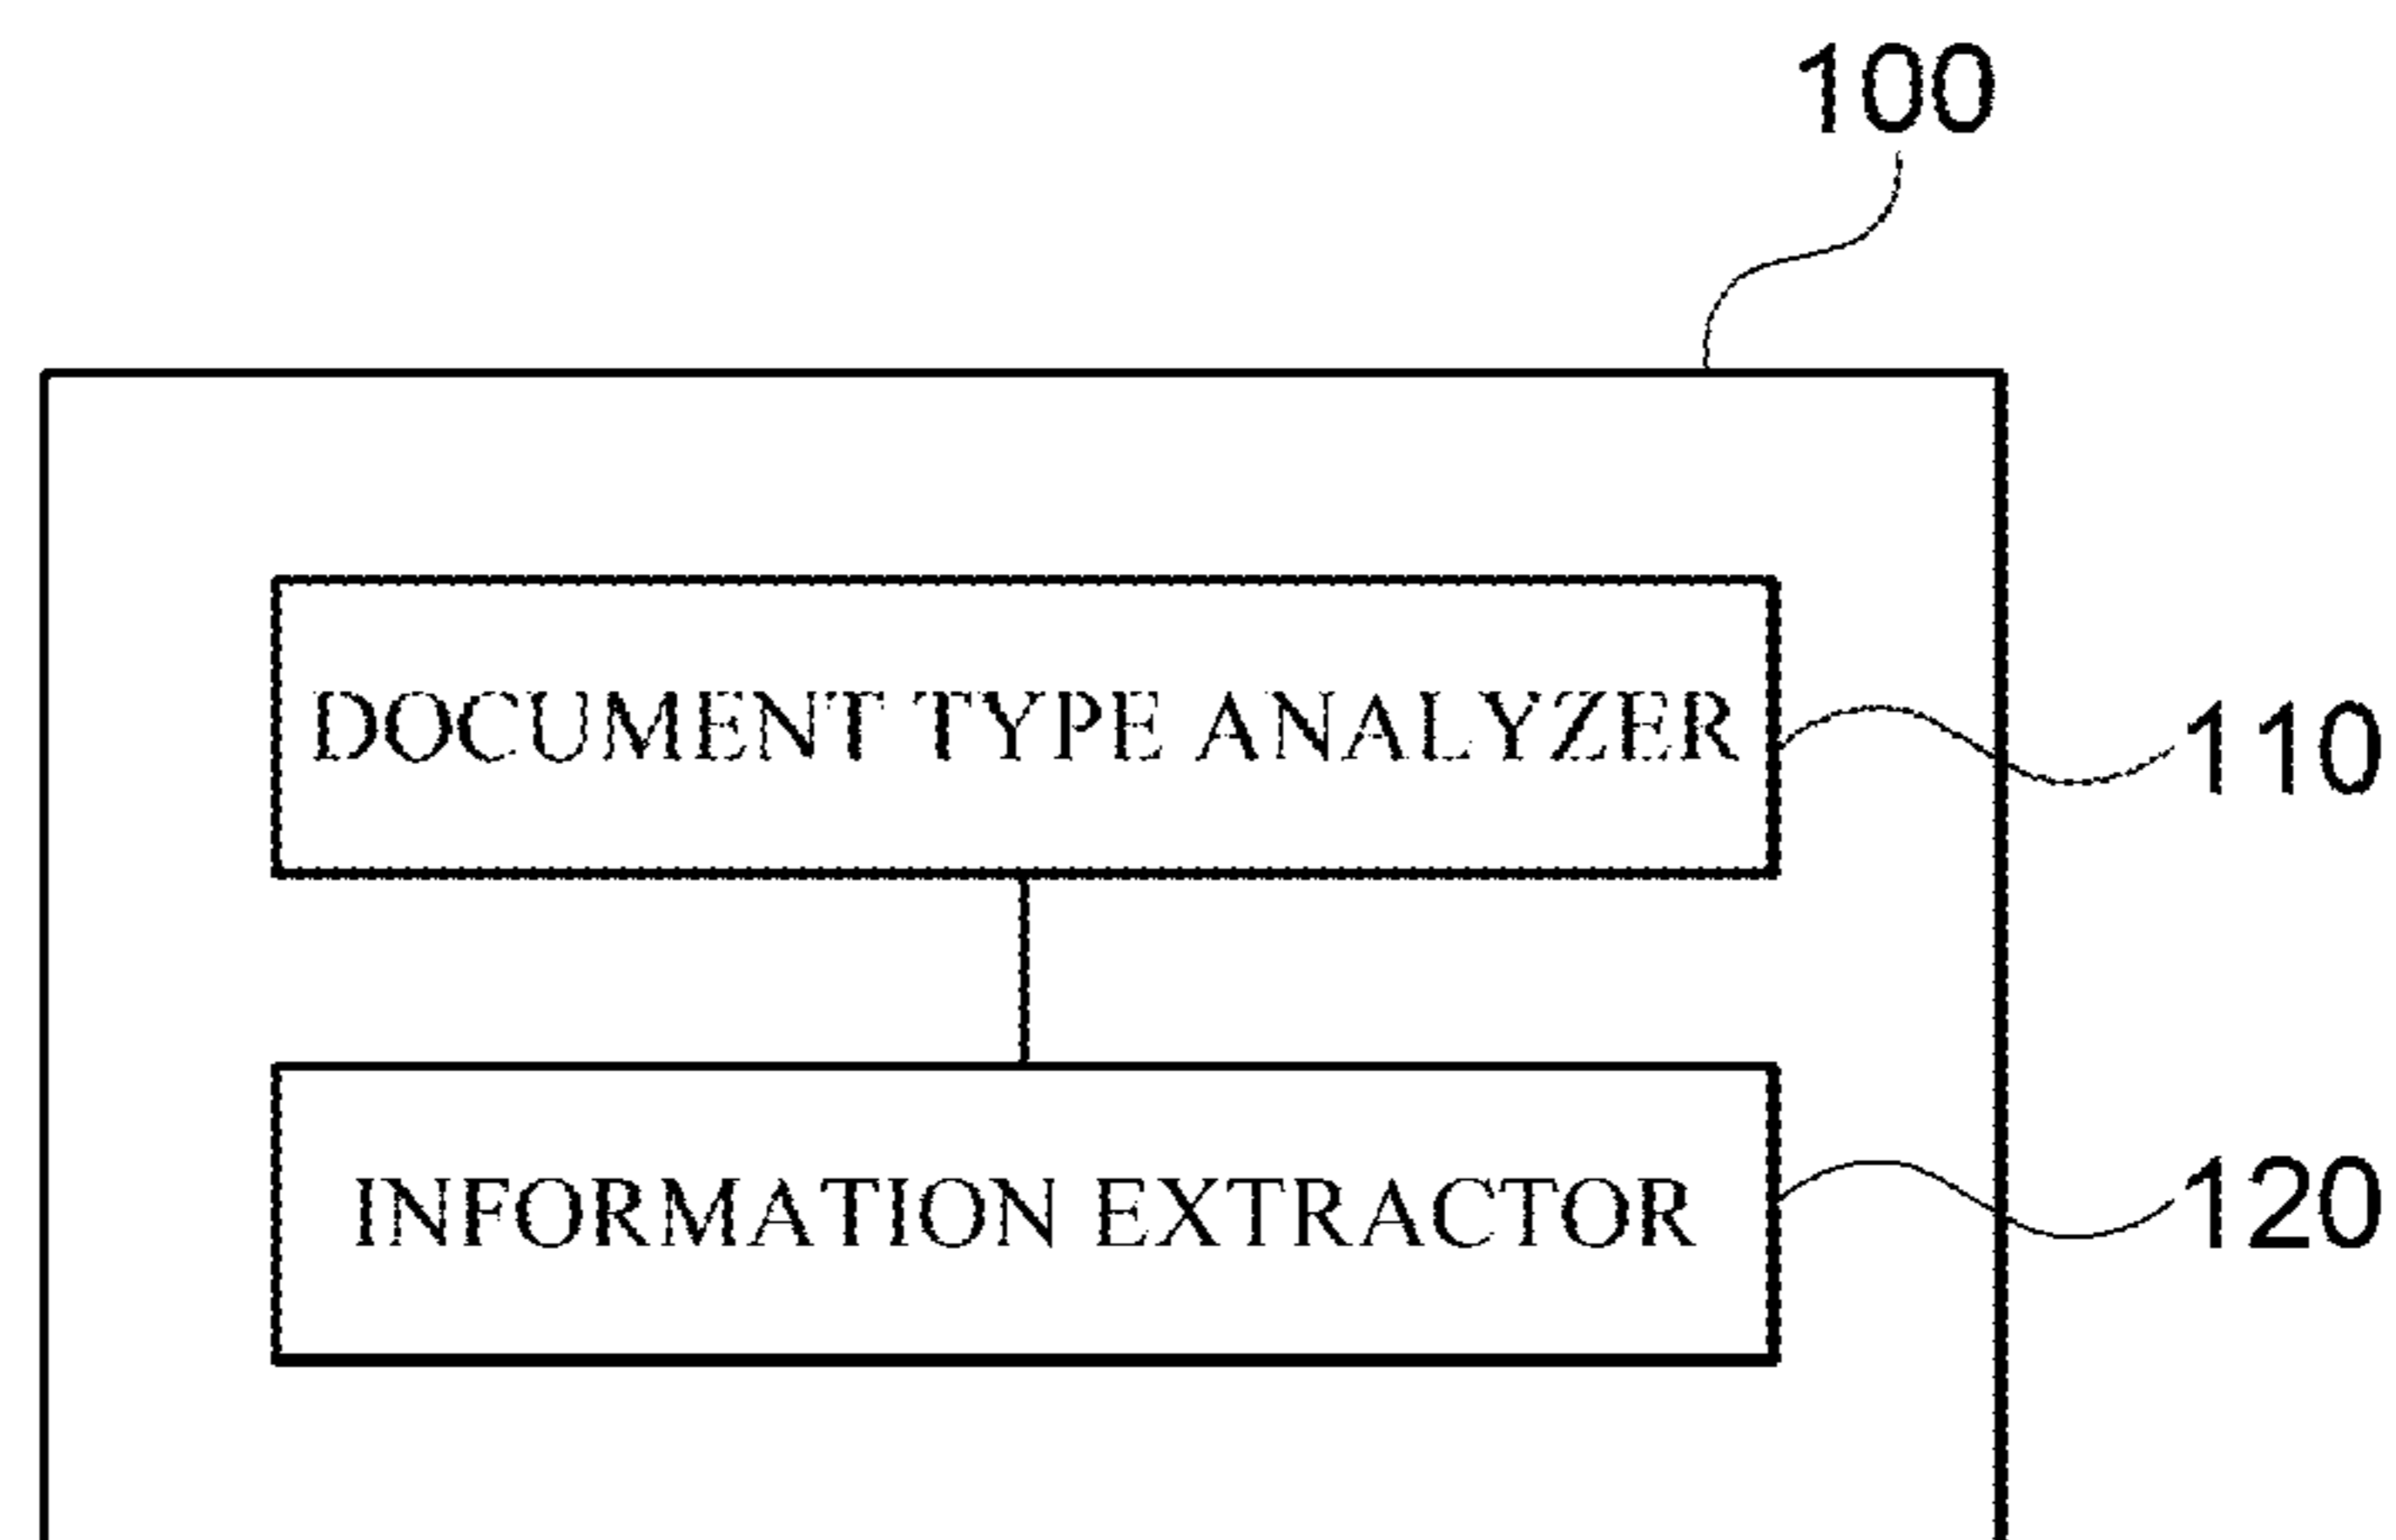 100
DOCUMENT TYPE ANALYZER
110
INFORMATION EXTRACTOR
120